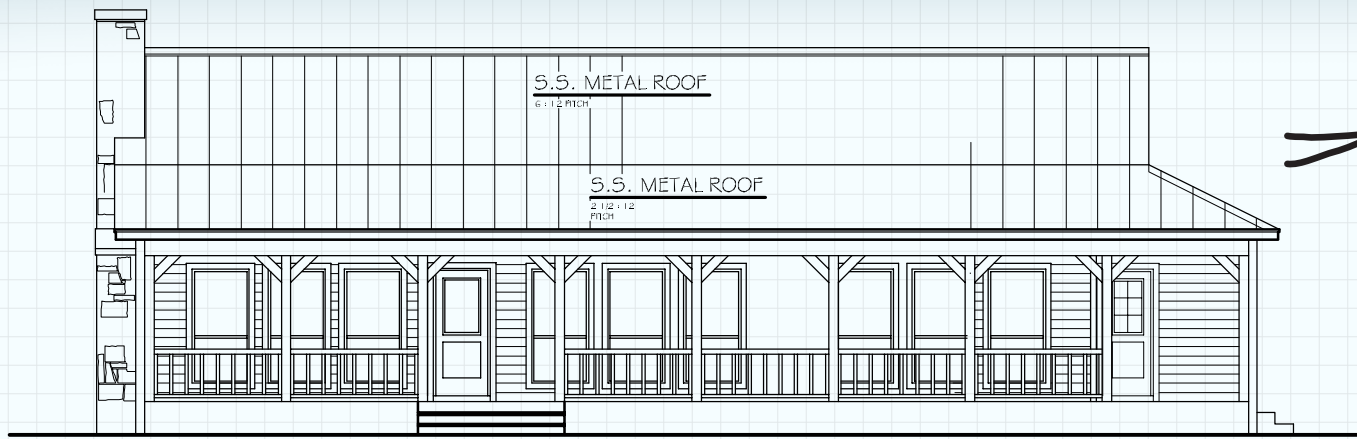 S.S. METAL ROOF
6 : 12 PITCH
S.S. METAL ROOF
2 1/2 : 12
PITCH